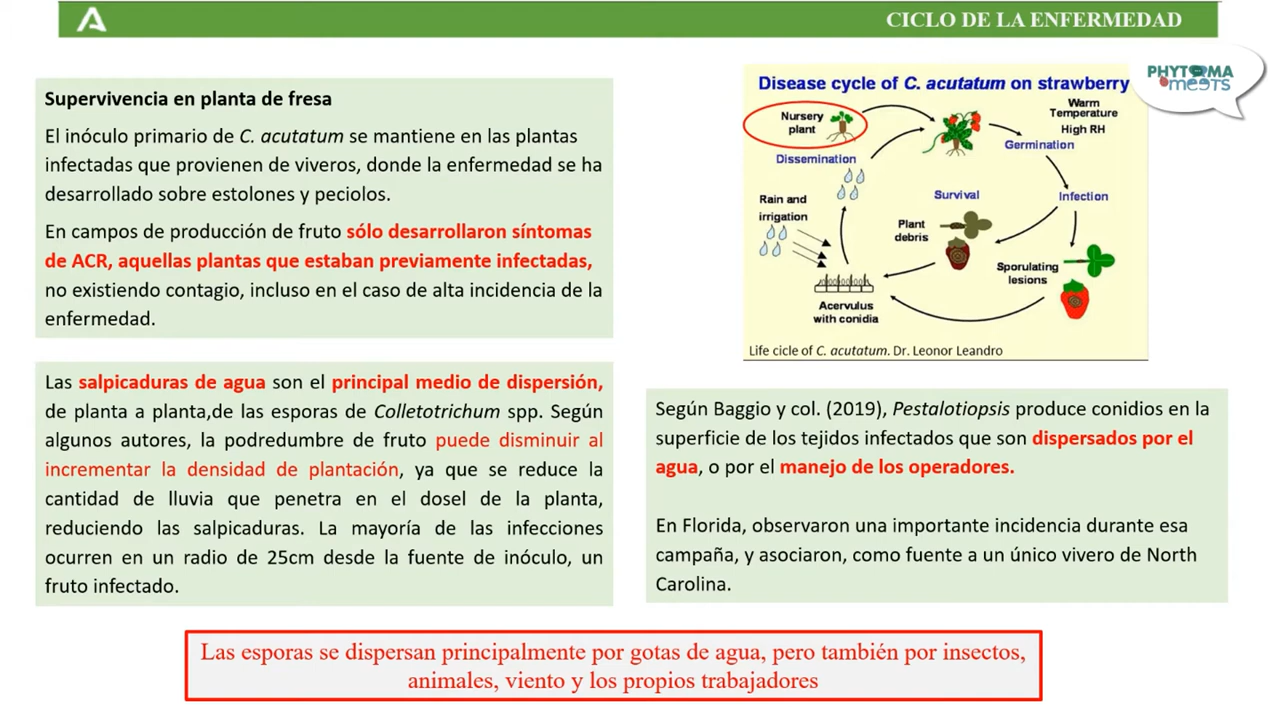 CICLO DE LA ENFERMEDAD
PHYTOMA
meets
Supervivencia en planta de fresa
El inóculo primario de C. acutatum se mantiene en las plantas
infectadas que provienen de viveros, donde la enfermedad se ha
desarrollado sobre estolones y peciolos.
En campos de producción de fruto sólo desarrollaron síntomas
de ACR, aquellas plantas que estaban previamente infectadas,
no existiendo contagio, incluso en el caso de alta incidencia de la
enfermedad.
Las salpicaduras de agua son el principal medio de dispersión,
de planta a planta,de las esporas de Colletotrichum spp. Según
algunos autores, la podredumbre de fruto puede disminuir al
incrementar la densidad de plantación, ya que se reduce la
cantidad de lluvia que penetra en el dosel de la planta,
reduciendo las salpicaduras. La mayoría de las infecciones
ocurren en un radio de 25cm desde la fuente de inóculo, un
fruto infectado.
Disease cycle of C. acutatum on strawberry
Nursery
plant
Warm
Temperature
High RH
Germination
Dissemination
Rain and
irrigation
Survival
Infection
Plant
debris
Sporulating
lesions
Acervulus
with conidia
Life cicle of C. acutatum. Dr. Leonor Leandro
Según Baggio y col. (2019), Pestalotiopsis produce conidios en la
superficie de los tejidos infectados que son dispersados por el
agua, o por el manejo de los operadores.
En Florida, observaron una importante incidencia durante esa
campaña, y asociaron, como fuente a un único vivero de North
Carolina.
Las esporas se dispersan principalmente por gotas de agua, pero también por insectos,
animales, viento y los propios trabajadores